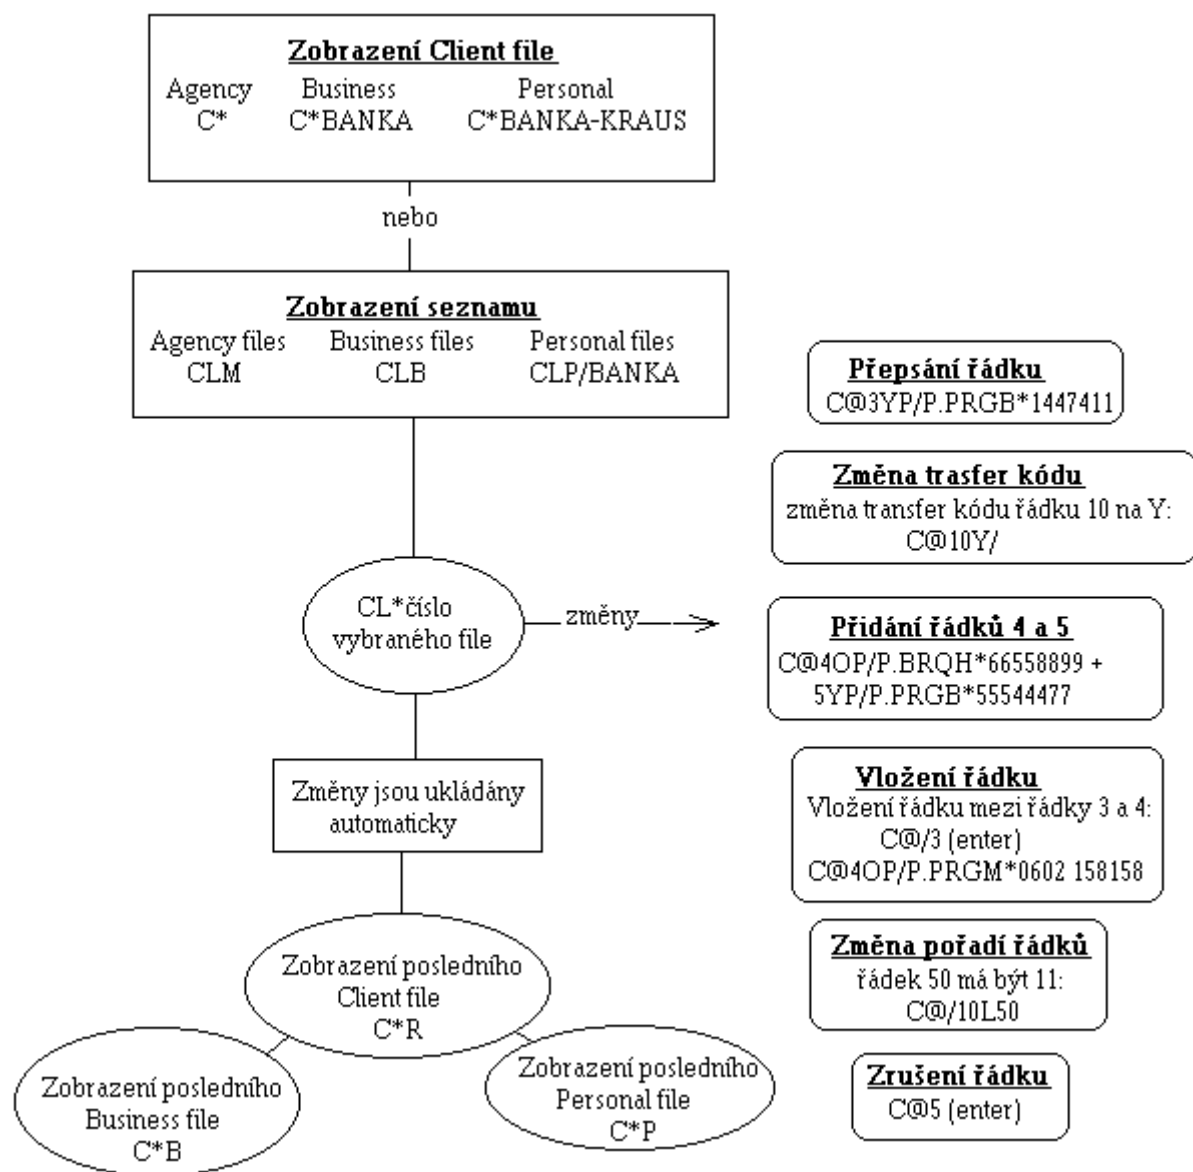 Zobrazení Client file
Agency Business Personal
C* C*BANKA C*BANKA-KRAUS
nebo
Zobrazení seznamu
Agency files Business files Personal files
CLM CLB CLP/BANKA
CL*číslo
vybraného file
změny
Změny jsou ukládány
automaticky
Zobrazení posledního
Client file
C*R
Zobrazení posledního
Business file
C*B
Zobrazení posledního
Personal file
C*P
Přepsání řádku
C@3YP/P.PRGB*1447411
Změna trasfer kódu
změna transfer kódu řádku 10 na Y:
C@10Y/
Přidání řádků 4 a 5
C@4OP/P.BRQH*66558899 +
5YP/P.PRGB*55544477
Vložení řádku
Vložení řádku mezi řádky 3 a 4:
C@/3 (enter)
C@4OP/P.PRGM*0602 158158
Změna pořadí řádků
řádek 50 má být 11:
C@/10L50
Zrušení řádku
C@5 (enter)